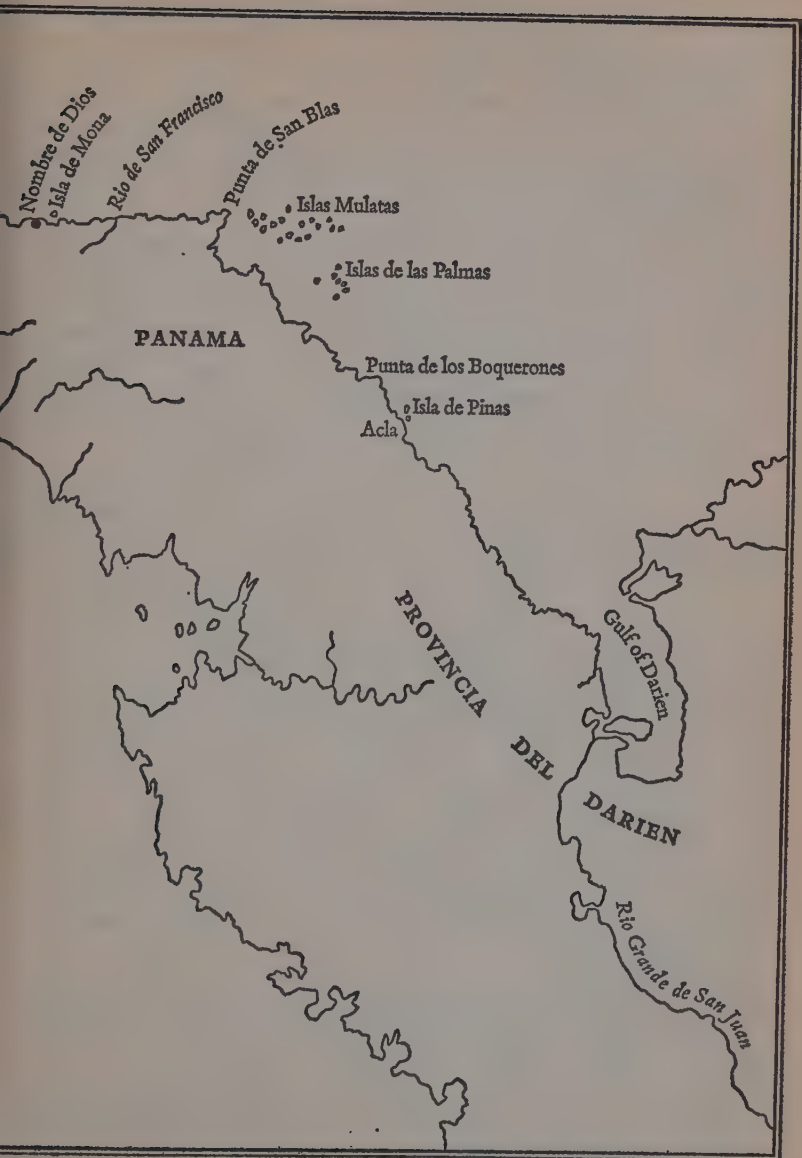 Nombre de Dios
Isla de Mona
Rio de San Francisco
Punta de San Blas
Islas Mulatas
Islas de las Palmas
PANAMA
Punta de los Boquerones
Isla de Pinas
Acla
Gulf of Darien
PROVINCIA DEL DARIEN
Rio Grande de San Juan